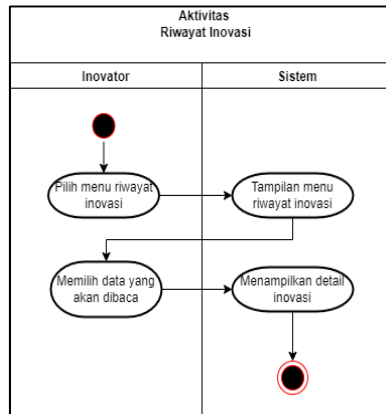 Aktivitas
Riwayat Inovasi
Inovator
Sistem
Pilih menu riwayat
inovasi
Tampilan menu
riwayat inovasi
Memilih data yang
akan dibaca
Menampilkan detail
inovasi